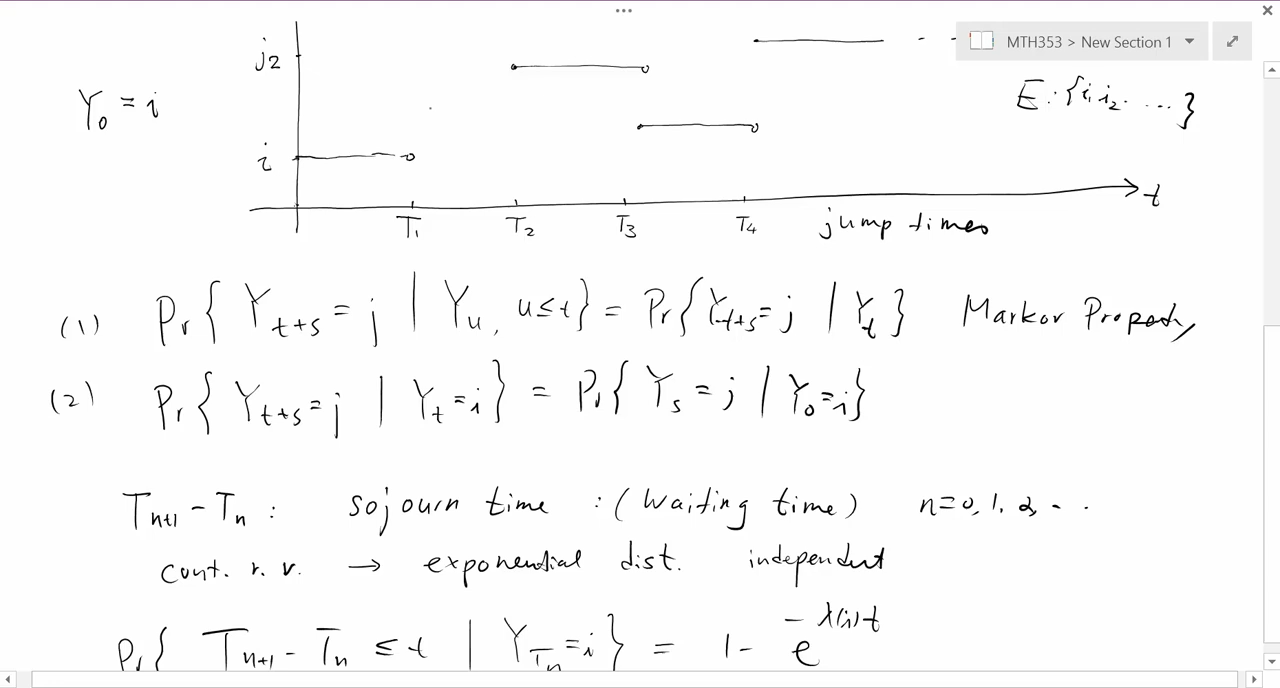 MTH353 > New Section 1
j2
Y₀ = i
E : {i, i₂, ...}
i
t
T₁ T₂ T₃ T₄ jump times
(1) Pr{ Y_{t+s} = j | Y_u, u ≤ t } = Pr{ Y_{t+s} = j | Y_t } Markov Property
(2) Pr{ Y_{t+s} = j | Y_t = i } = Pr{ Y_s = j | Y₀ = i }
T_{n+1} - T_n : sojourn time : (waiting time) n = 0, 1, 2, ...
cont. r. v. → exponential dist. independent
Pr{ T_{n+1} - T_n ≤ t | Y_{T_n} = i } = 1 - e^{-λ(i)t}